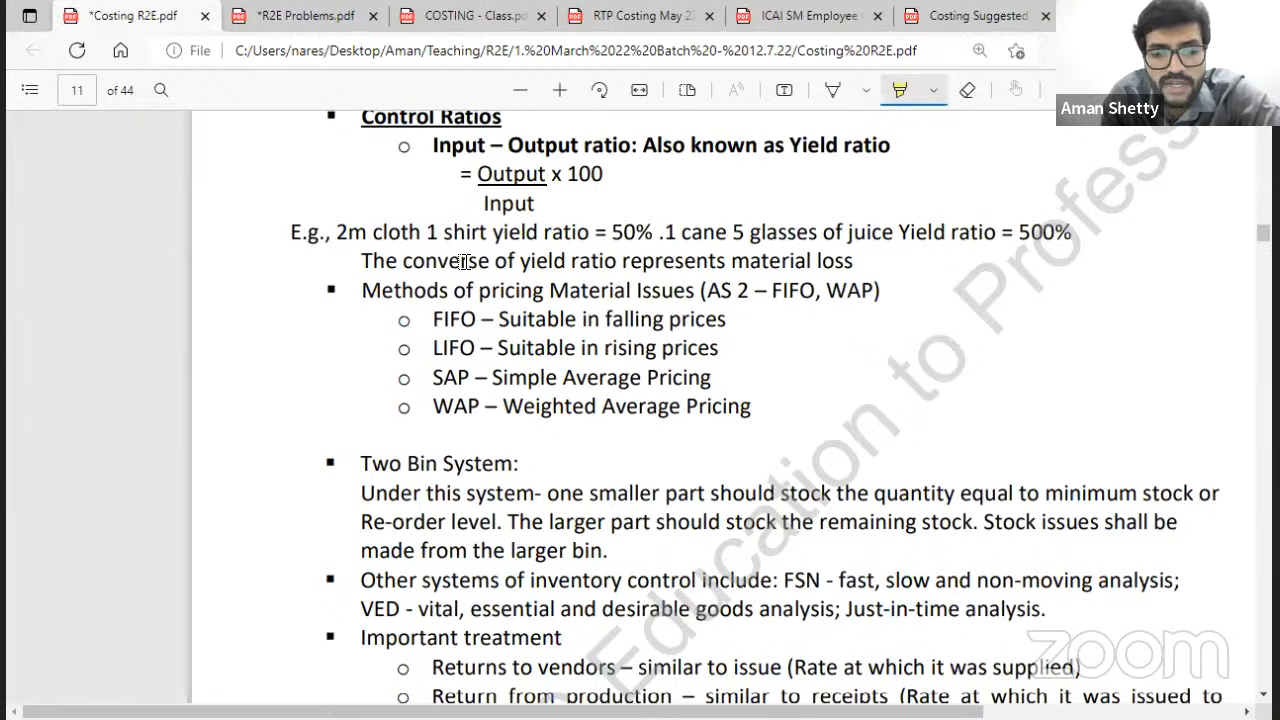 *Costing R2E.pdf
*R2E Problems.pdf
COSTING - Class.pd
RTP Costing May 2
CAI SM Employee
Costing Suggested
File
C:/Users/nares/Desktop/Aman/Teaching/R2E/1.%20March%2022%20Batch%20-%2012.7.22/Costing%20R2E.pdf
Aman Shetty
11 of 44
Control Ratios
Input – Output ratio: Also known as Yield ratio
= Output x 100
Input
E.g., 2m cloth 1 shirt yield ratio = 50% .1 cane 5 glasses of juice Yield ratio = 500%
The converse of yield ratio represents material loss
Methods of pricing Material Issues (AS 2 – FIFO, WAP)
FIFO – Suitable in falling prices
LIFO – Suitable in rising prices
SAP – Simple Average Pricing
WAP – Weighted Average Pricing
Two Bin System:
Under this system- one smaller part should stock the quantity equal to minimum stock or
Re-order level. The larger part should stock the remaining stock. Stock issues shall be
made from the larger bin.
Other systems of inventory control include: FSN - fast, slow and non-moving analysis;
VED - vital, essential and desirable goods analysis; Just-in-time analysis.
Important treatment
Returns to vendors – similar to issue (Rate at which it was supplied)
Return from production – similar to receipts (Rate at which it was issued to
Education to Profess
zoom